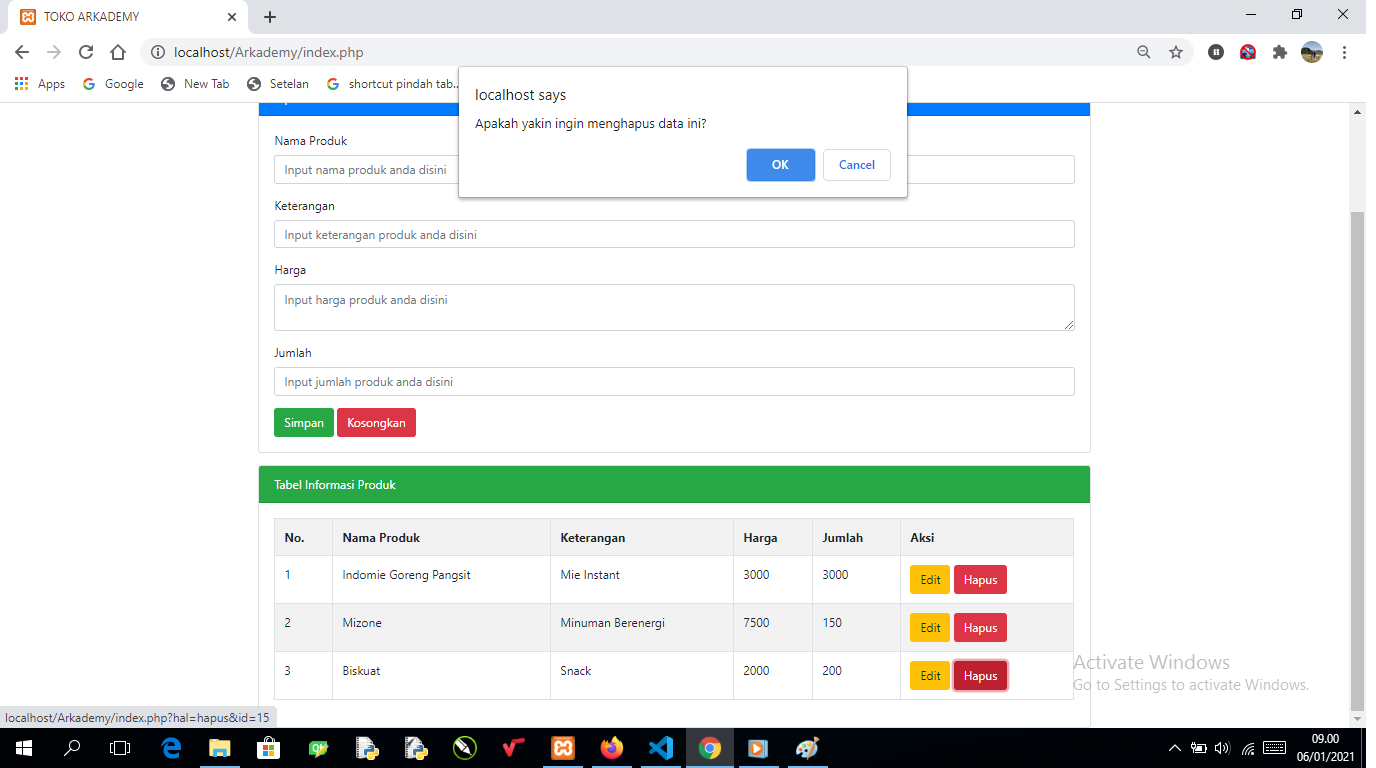 TOKO ARKADEMY
localhost/Arkademy/index.php
Apps Google New Tab Setelan shortcut pindah tab...
localhost says
Apakah yakin ingin menghapus data ini?
OK Cancel
Nama Produk
Input nama produk anda disini
Keterangan
Input keterangan produk anda disini
Harga
Input harga produk anda disini
Jumlah
Input jumlah produk anda disini
Simpan Kosongkan
Tabel Informasi Produk
No. Nama Produk Keterangan Harga Jumlah Aksi
1 Indomie Goreng Pangsit Mie Instant 3000 3000 Edit Hapus
2 Mizone Minuman Berenergi 7500 150 Edit Hapus
3 Biskuat Snack 2000 200 Edit Hapus
Activate Windows
Go to Settings to activate Windows.
localhost/Arkademy/index.php?hal=hapus&id=15
09.00
06/01/2021